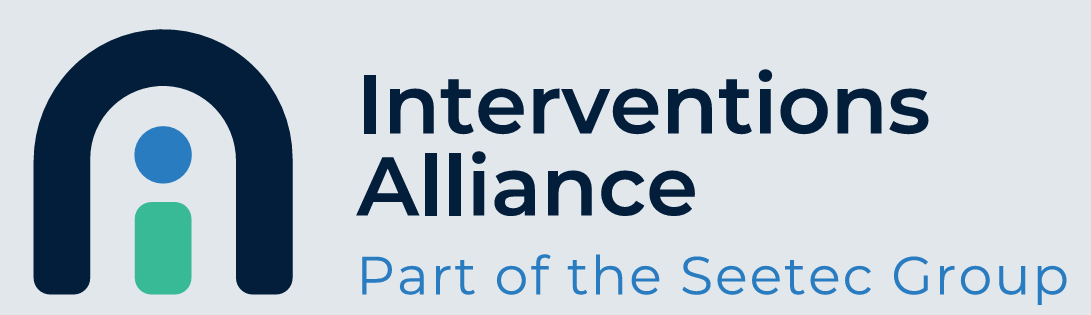 Interventions
Alliance
Part of the Seetec Group